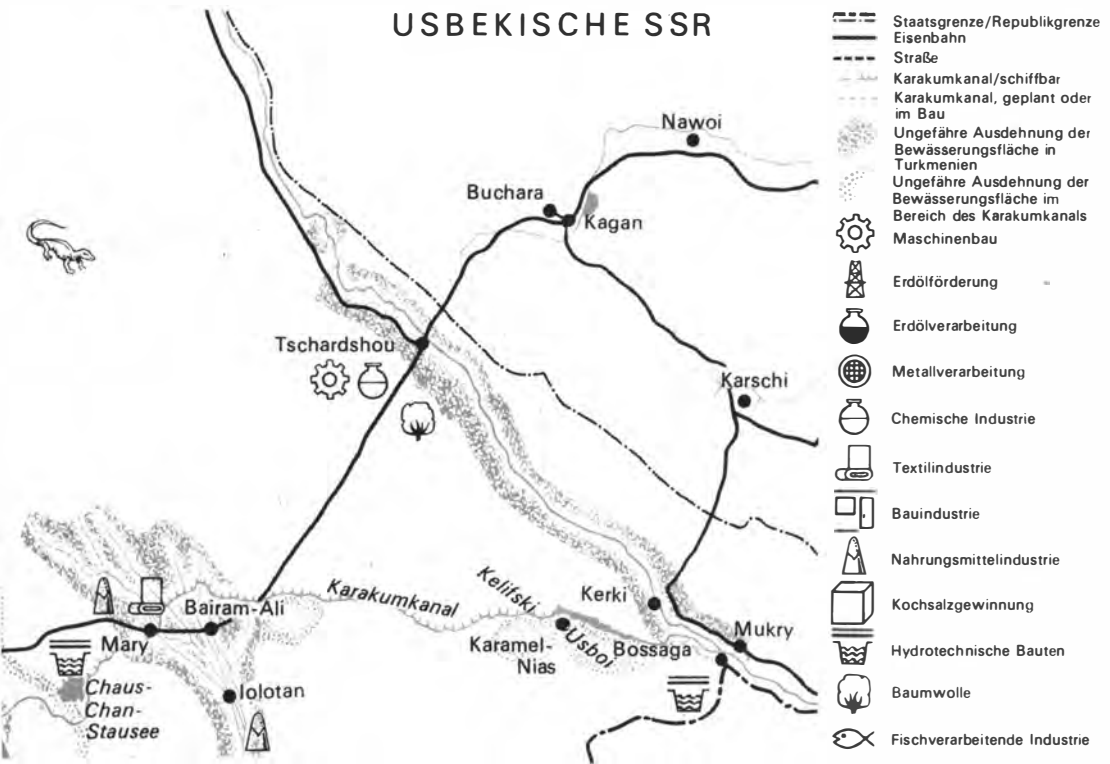 USBEKISCHE SSR
Nawoi
Buchara
Kagan
Tschardshou
Karschi
Karakumkanal
Kelifski
Usboi
Kerki
Mukry
Karamel-
Nias
Bossaga
Bairam-Ali
Mary
Iolotan
Chaus-
Chan-
Stausee
Staatsgrenze/Republikgrenze
Eisenbahn
Straße
Karakumkanal/schiffbar
Karakumkanal, geplant oder
im Bau
Ungefähre Ausdehnung der
Bewässerungsfläche in
Turkmenien
Ungefähre Ausdehnung der
Bewässerungsfläche im
Bereich des Karakumkanals
Maschinenbau
Erdölförderung
Erdölverarbeitung
Metallverarbeitung
Chemische Industrie
Textilindustrie
Bauindustrie
Nahrungsmittelindustrie
Kochsalzgewinnung
Hydrotechnische Bauten
Baumwolle
Fischverarbeitende Industrie